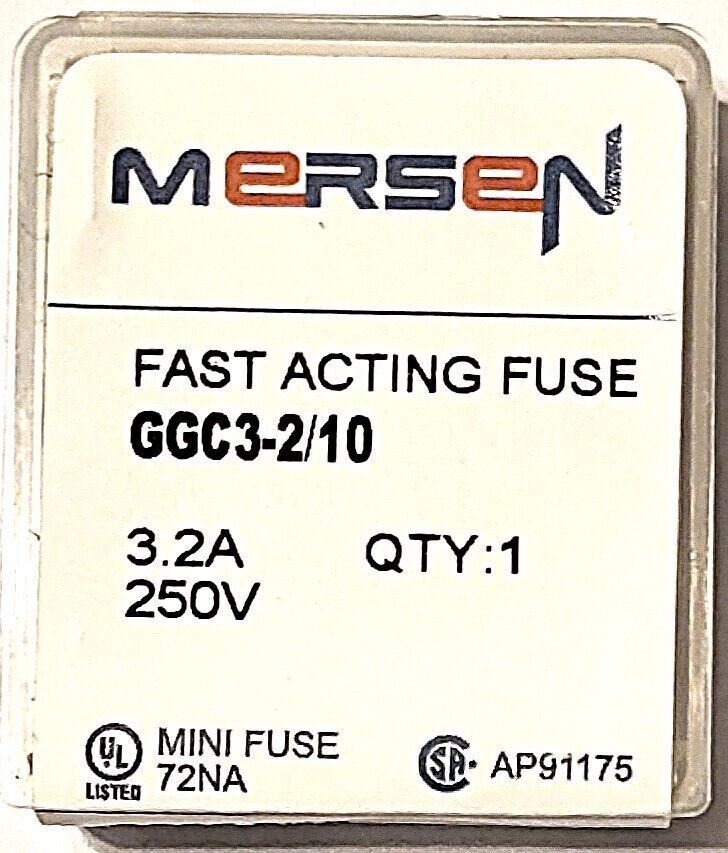 MERSEN
FAST ACTING FUSE
GGC3-2/10
3.2A QTY:1
250V
UL LISTED MINI FUSE 72NA
SA AP91175